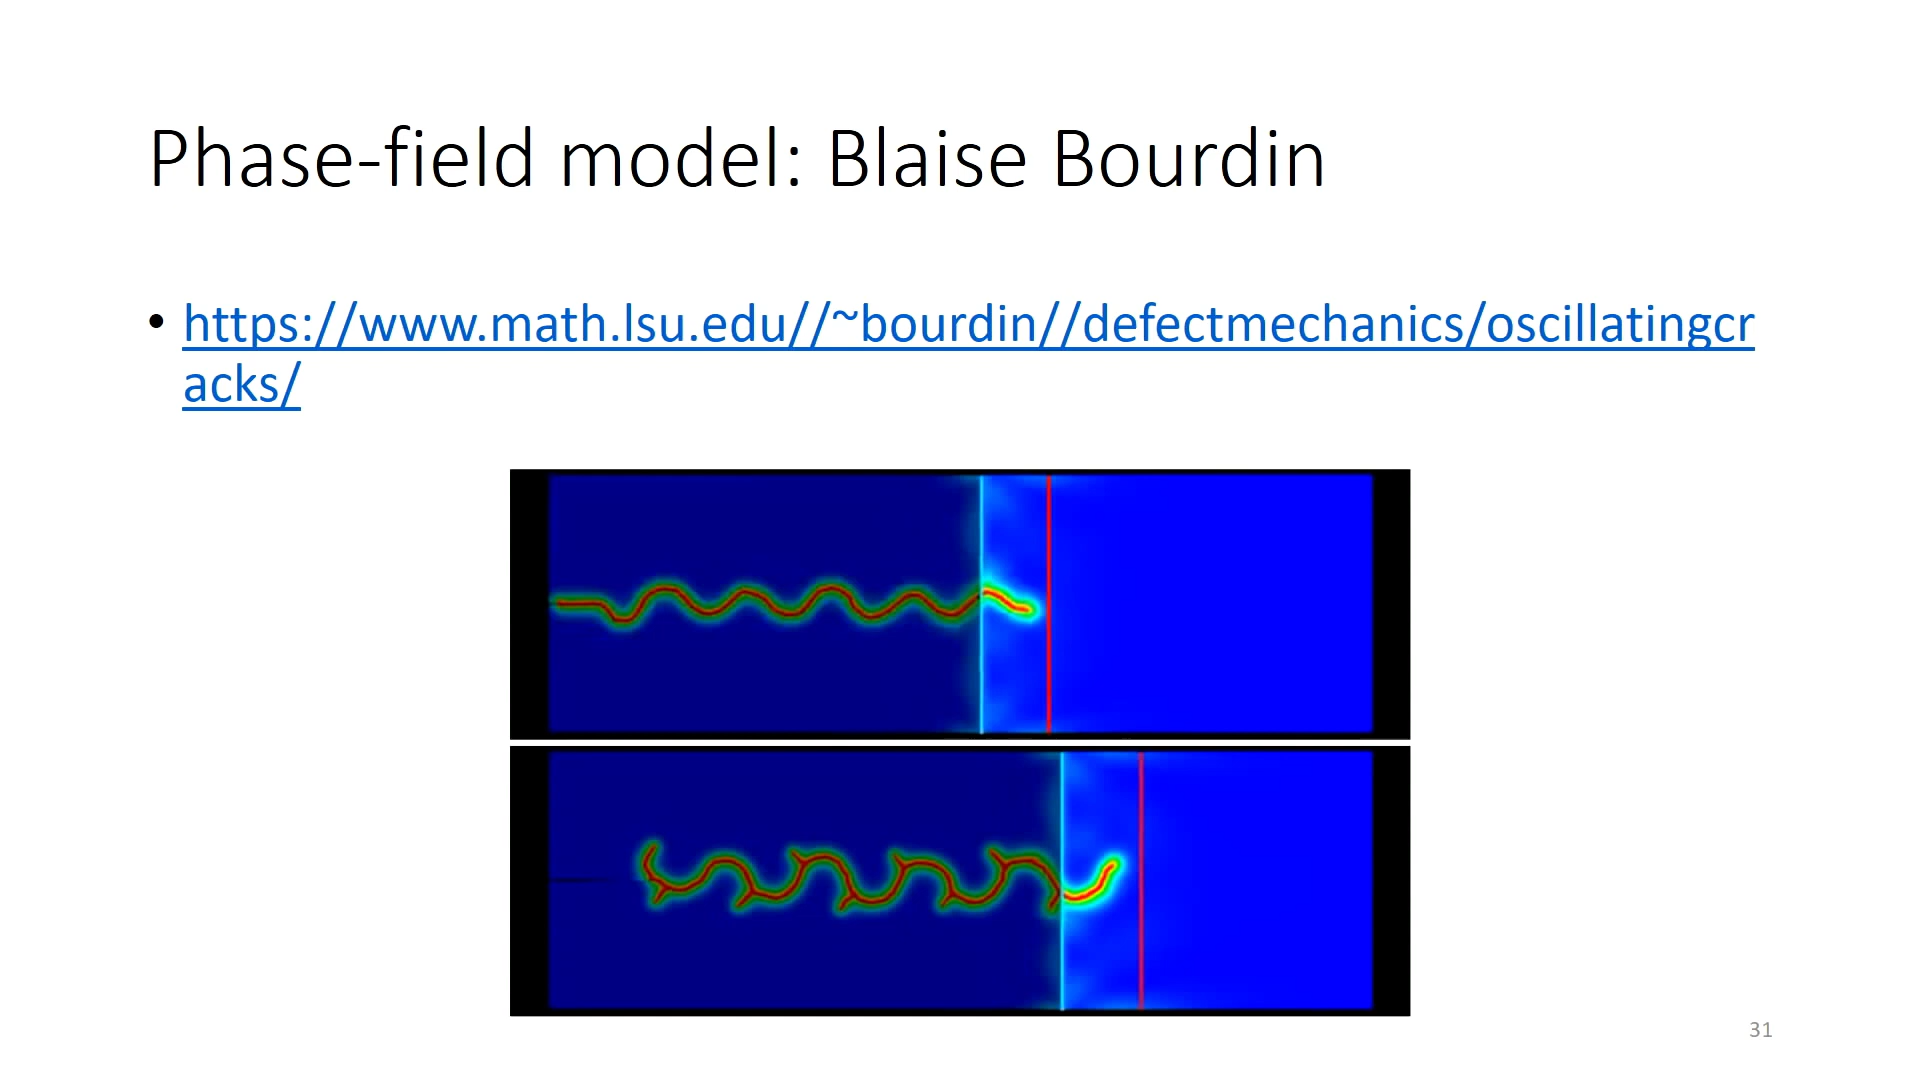 Phase-field model: Blaise Bourdin
• https://www.math.lsu.edu//~bourdin//defectmechanics/oscillatingcr
acks/
31